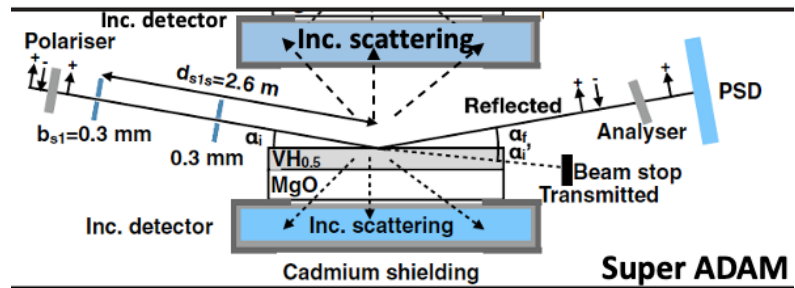 Inc. detector
Inc. scattering
Polariser
+
-
+
d_s1s=2.6 m
b_s1=0.3 mm
0.3 mm
α_i
Reflected
+
-
+
PSD
Analyser
α_f
α_i'
VH_0.5
MgO
Beam stop
Transmitted
Inc. detector
Inc. scattering
Cadmium shielding
Super ADAM